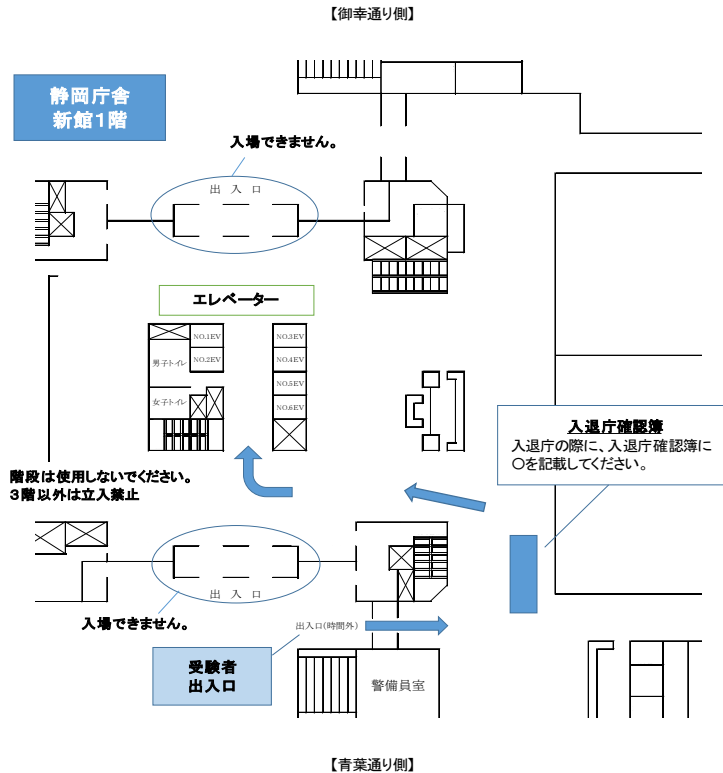 【御幸通り側】
静岡庁舎
新館１階
入場できません。
出 入 口
エレベーター
NO.1EV
NO.3EV
男子トイレ
NO.2EV
NO.4EV
NO.5EV
女子トイレ
NO.6EV
入退庁確認簿
入退庁の際に、入退庁確認簿に
○を記載してください。
階段は使用しないでください。
３階以外は立入禁止
出 入 口
入場できません。
出入口(時間外)
受験者
出入口
警備員室
【青葉通り側】